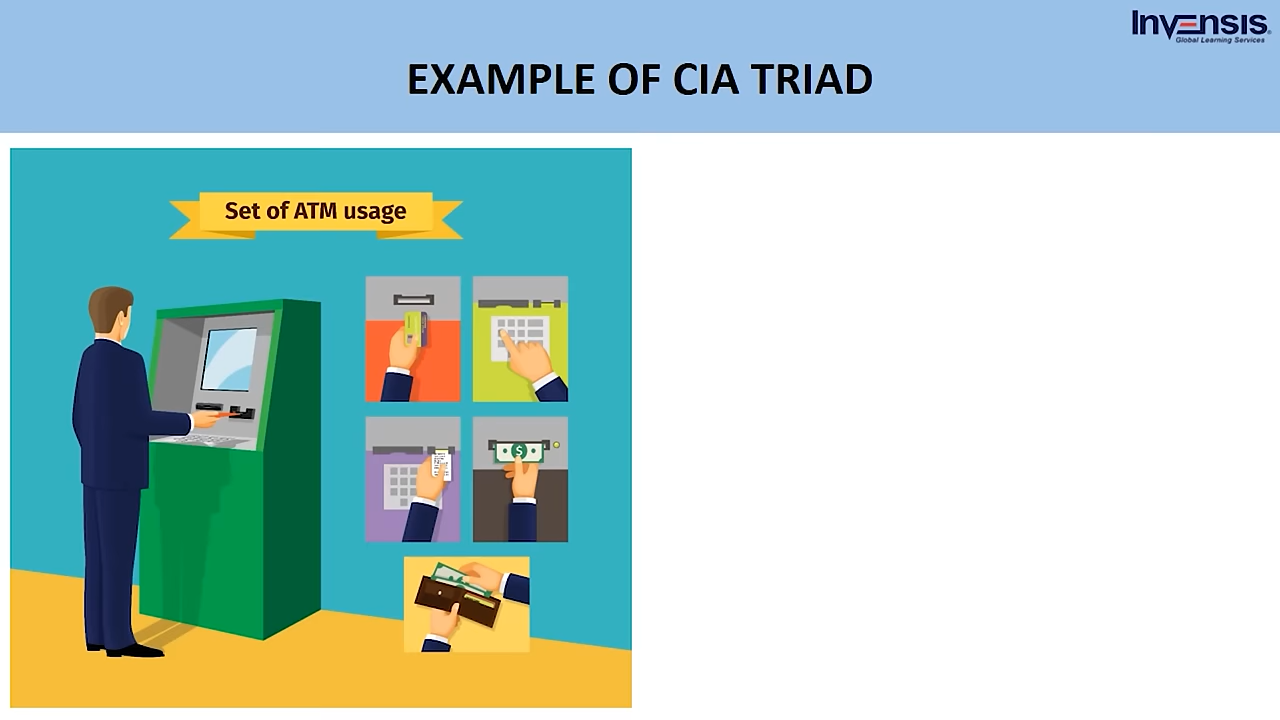 Invensis
Global Learning Services
EXAMPLE OF CIA TRIAD
Set of ATM usage
$